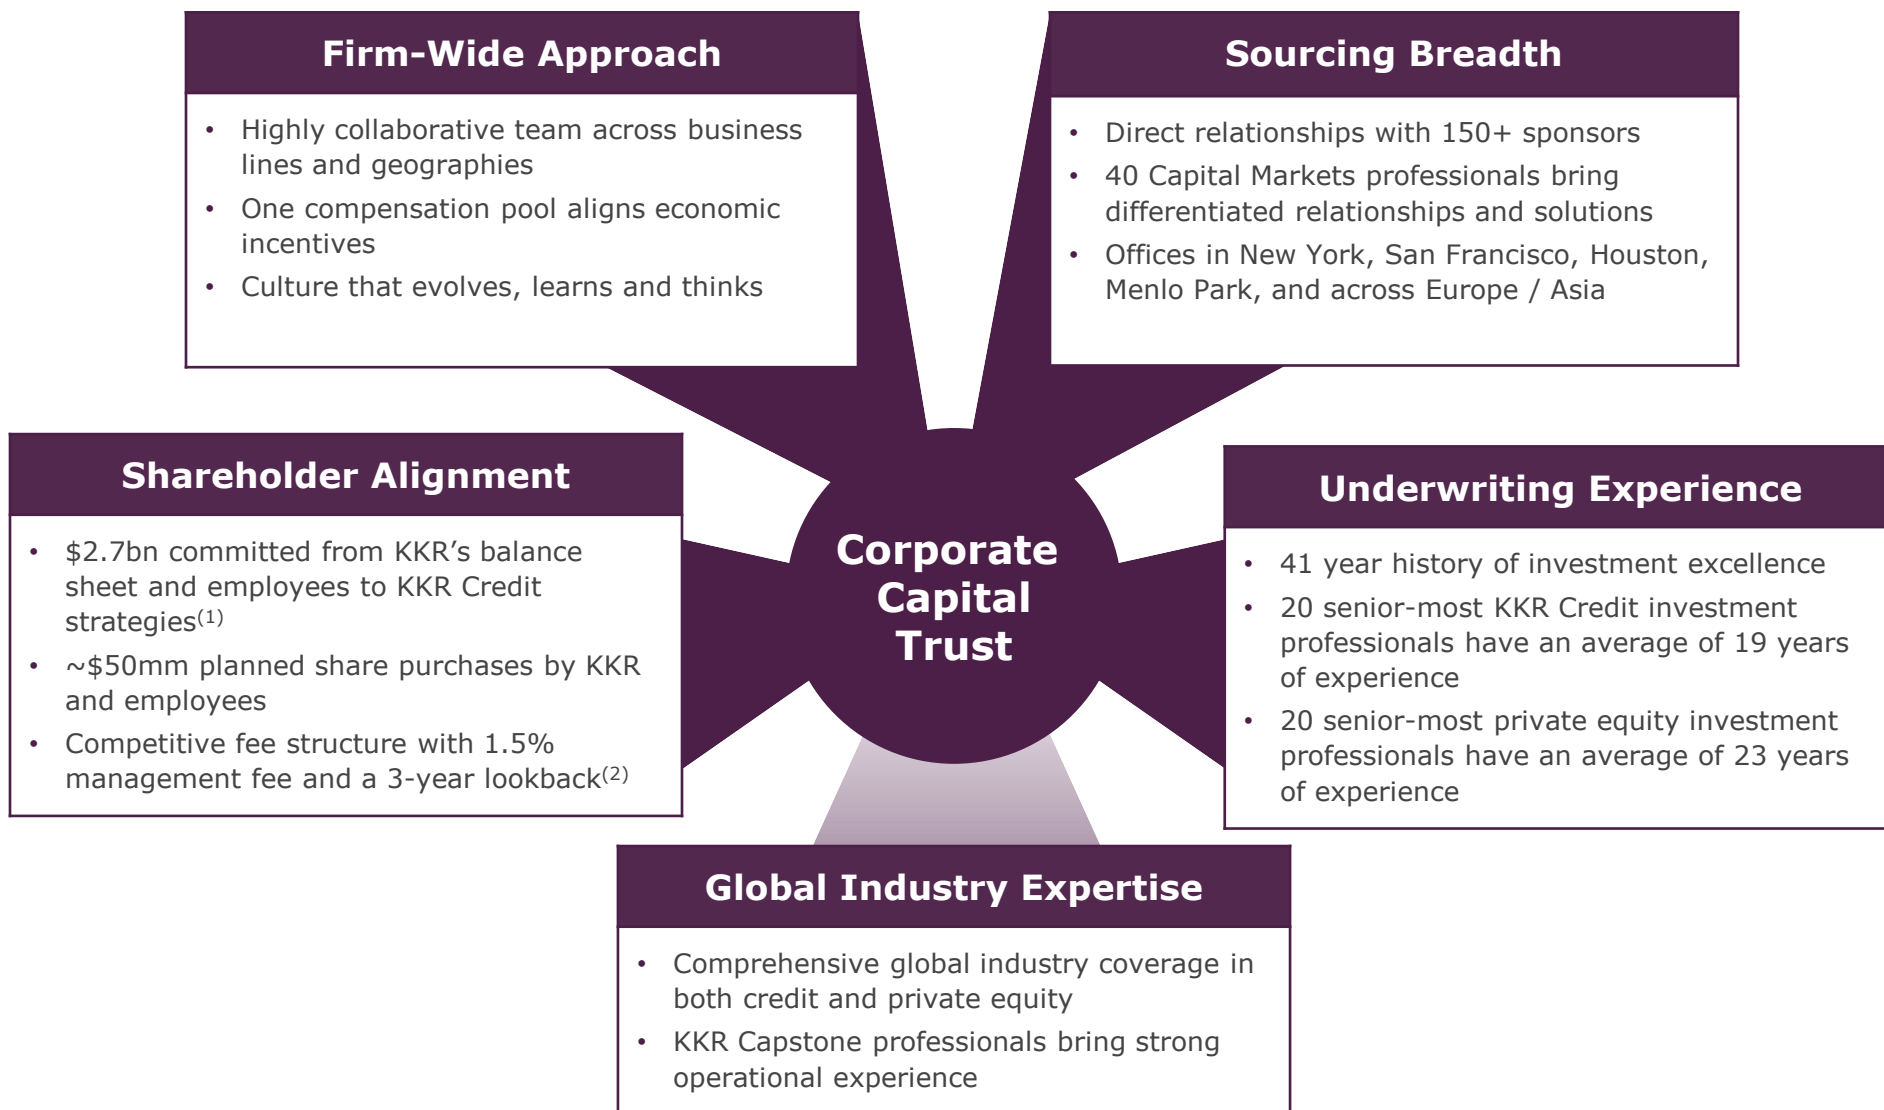 Firm-Wide Approach
• Highly collaborative team across business
lines and geographies
• One compensation pool aligns economic
incentives
• Culture that evolves, learns and thinks
Sourcing Breadth
• Direct relationships with 150+ sponsors
• 40 Capital Markets professionals bring
differentiated relationships and solutions
• Offices in New York, San Francisco, Houston,
Menlo Park, and across Europe / Asia
Shareholder Alignment
• $2.7bn committed from KKR’s balance
sheet and employees to KKR Credit
strategies(1)
• ~$50mm planned share purchases by KKR
and employees
• Competitive fee structure with 1.5%
management fee and a 3-year lookback(2)
Corporate
Capital
Trust
Underwriting Experience
• 41 year history of investment excellence
• 20 senior-most KKR Credit investment
professionals have an average of 19 years
of experience
• 20 senior-most private equity investment
professionals have an average of 23 years
of experience
Global Industry Expertise
• Comprehensive global industry coverage in
both credit and private equity
• KKR Capstone professionals bring strong
operational experience